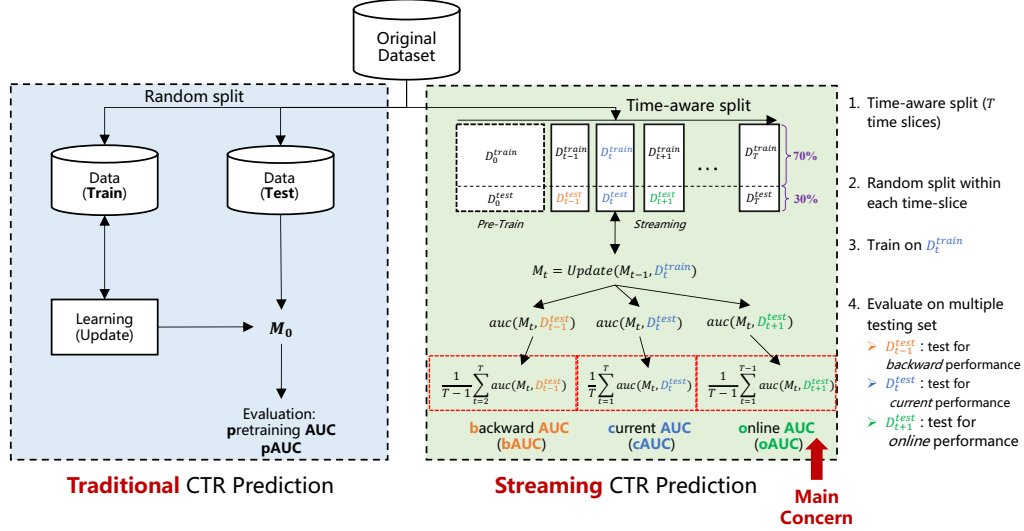 Original
Dataset
Random split
Data
(Train)
Data
(Test)
Learning
(Update)
M_0
Evaluation:
pretraining AUC
pAUC
Traditional CTR Prediction
Time-aware split
D_0^{train}
D_{t-1}^{train}
D_t^{train}
D_{t+1}^{train}
...
D_T^{train}
70%
D_0^{test}
D_{t-1}^{test}
D_t^{test}
D_{t+1}^{test}
D_T^{test}
30%
Pre-Train
Streaming
M_t = Update(M_{t-1}, D_t^{train})
auc(M_t, D_{t-1}^{test})
auc(M_t, D_t^{test})
auc(M_t, D_{t+1}^{test})
\frac{1}{T-1}\sum_{t=2}^{T} auc(M_t, D_{t-1}^{test})
\frac{1}{T}\sum_{t=1}^{T} auc(M_t, D_t^{test})
\frac{1}{T-1}\sum_{t=1}^{T-1} auc(M_t, D_{t+1}^{test})
backward AUC
(bAUC)
current AUC
(cAUC)
online AUC
(oAUC)
Streaming CTR Prediction
Main
Concern
1. Time-aware split (T
time slices)
2. Random split within
each time-slice
3. Train on D_t^{train}
4. Evaluate on multiple
testing set
➢ D_{t-1}^{test} : test for
backward performance
➢ D_t^{test} : test for
current performance
➢ D_{t+1}^{test} : test for
online performance